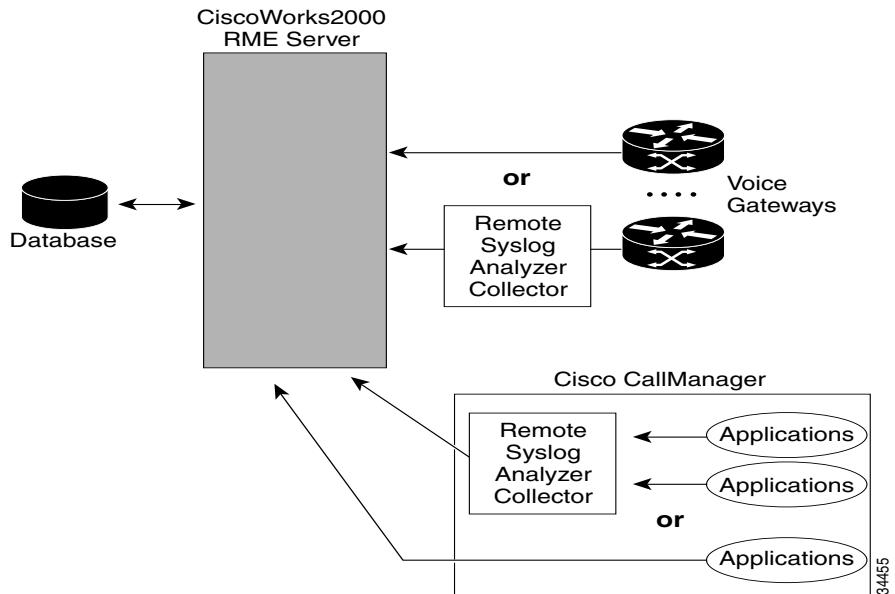 CiscoWorks2000
RME Server
Database
or
Voice
Gateways
Remote
Syslog
Analyzer
Collector
Cisco CallManager
Remote
Syslog
Analyzer
Collector
Applications
Applications
or
Applications
34455